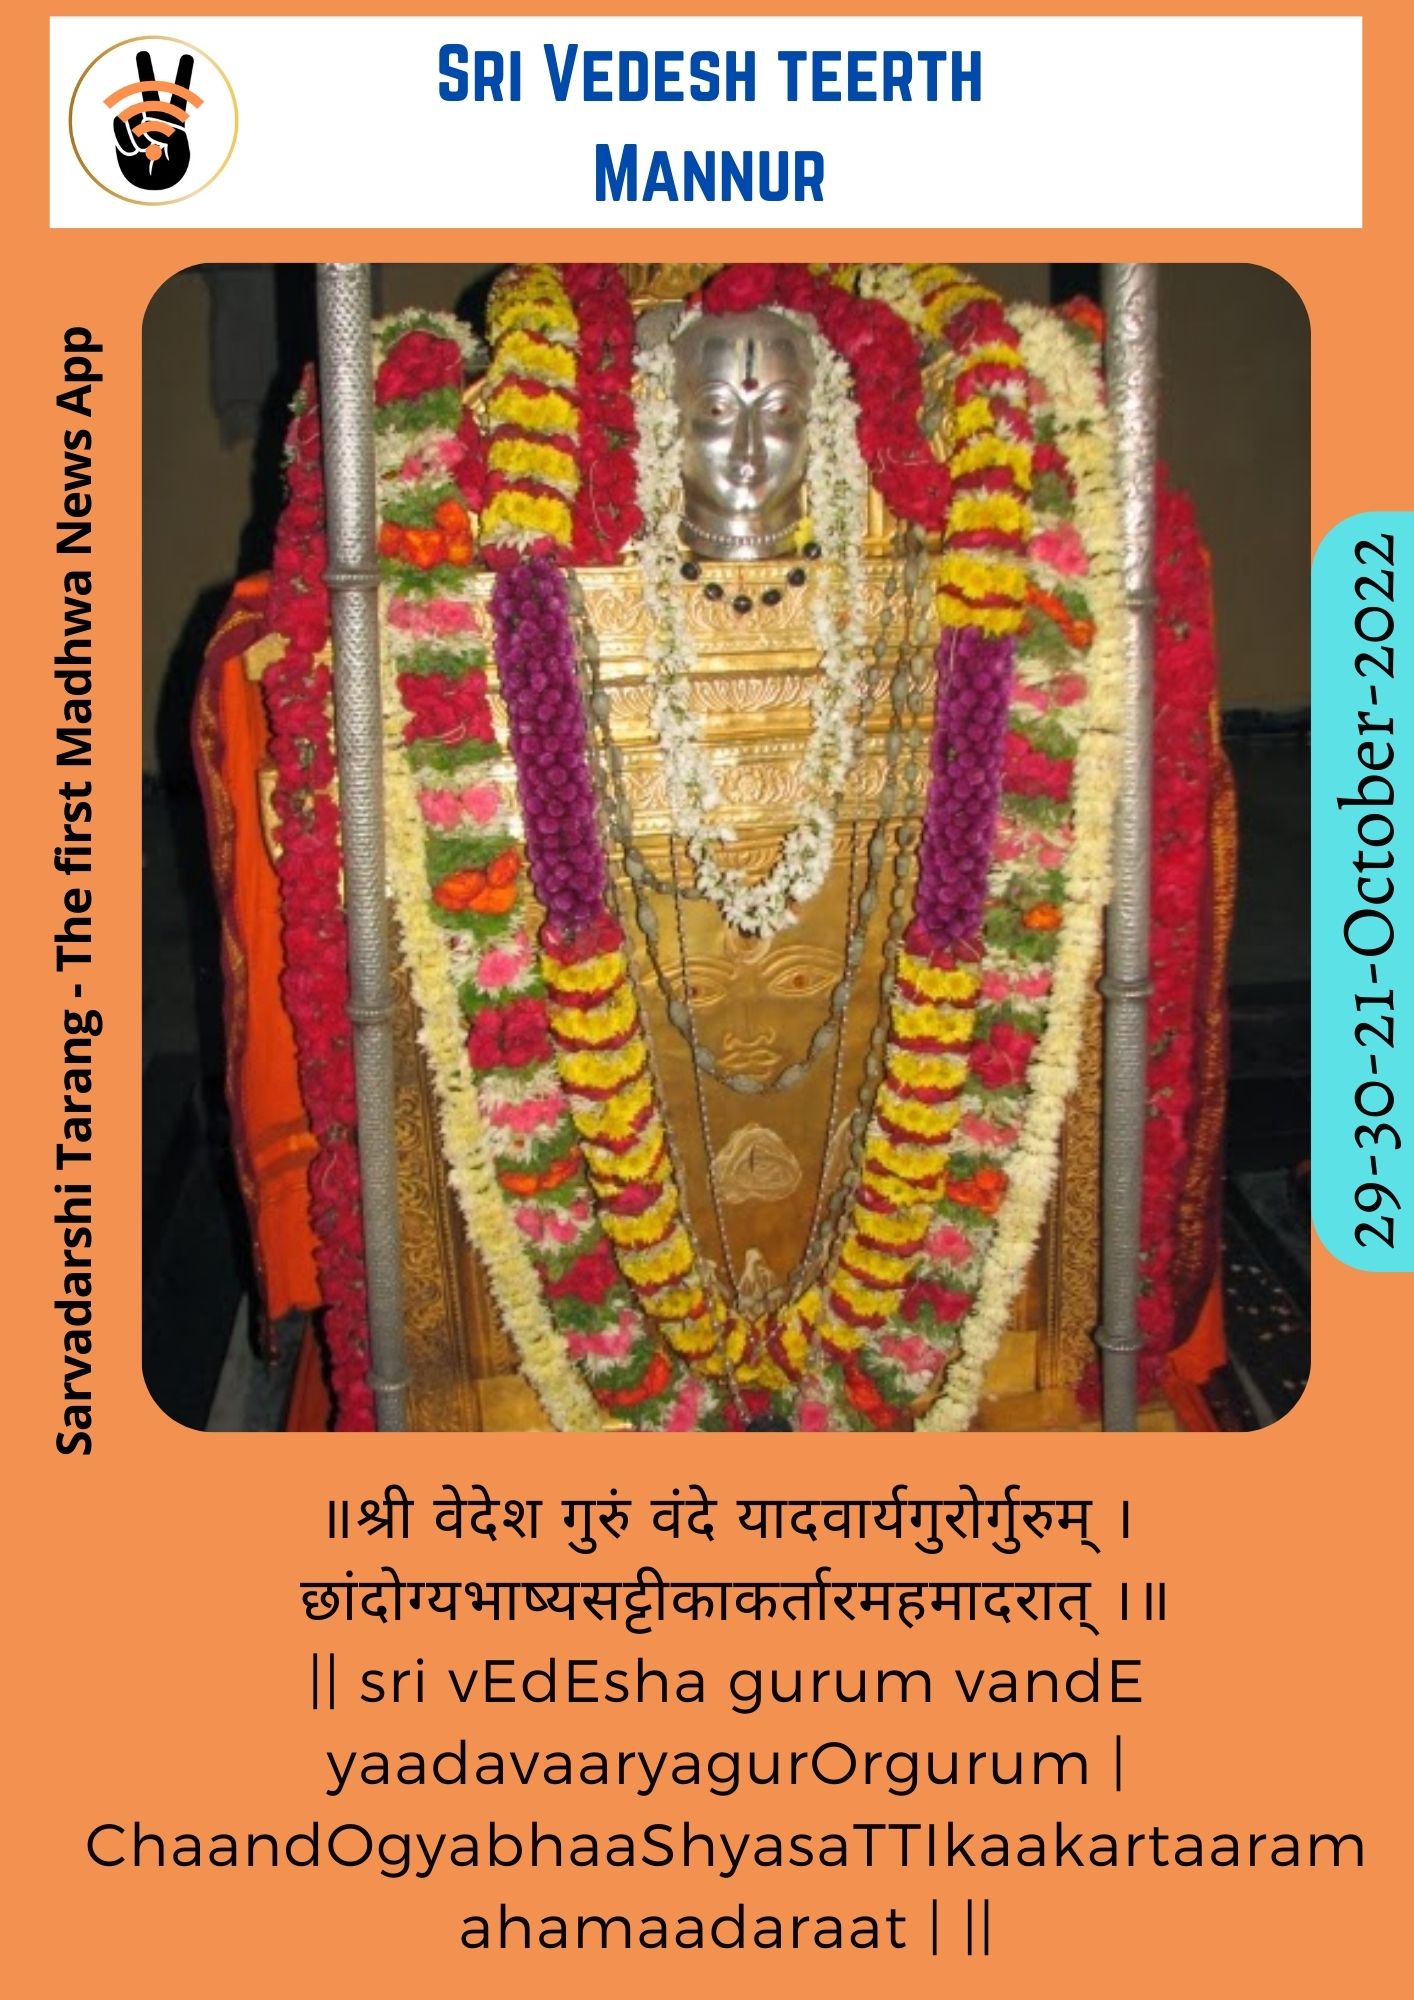 Sri Vedesh teerth
Mannur
Sarvadarshi Tarang - The first Madhwa News App
29-30-21-October-2022
॥श्री वेदेश गुरुं वंदे यादवार्यगुरोर्गुरुम् ।
छांदोग्यभाष्यसट्टीकाकर्तारमहमादरात् ।॥
|| sri vEdEsha gurum vandE
yaadavaaryagurOrgurum |
ChaandOgyabhaaShyasaTTIkaakartaaram
ahamaadaraat | ||